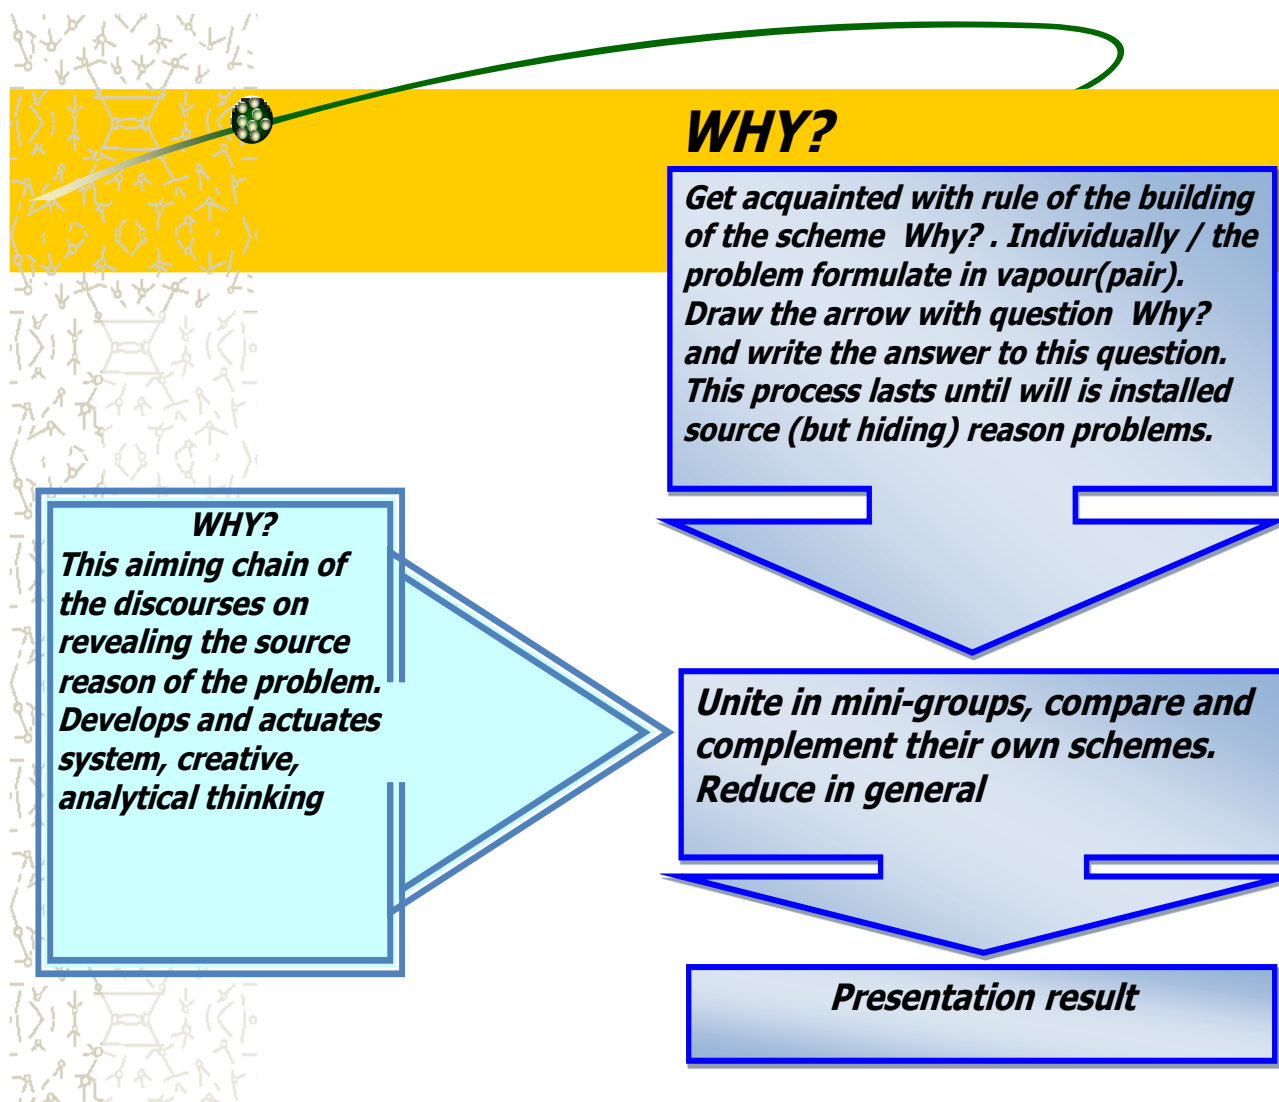 WHY?
Get acquainted with rule of the building
of the scheme Why? . Individually / the
problem formulate in vapour(pair).
Draw the arrow with question Why?
and write the answer to this question.
This process lasts until will is installed
source (but hiding) reason problems.
WHY?
This aiming chain of
the discourses on
revealing the source
reason of the problem.
Develops and actuates
system, creative,
analytical thinking
Unite in mini-groups, compare and
complement their own schemes.
Reduce in general
Presentation result